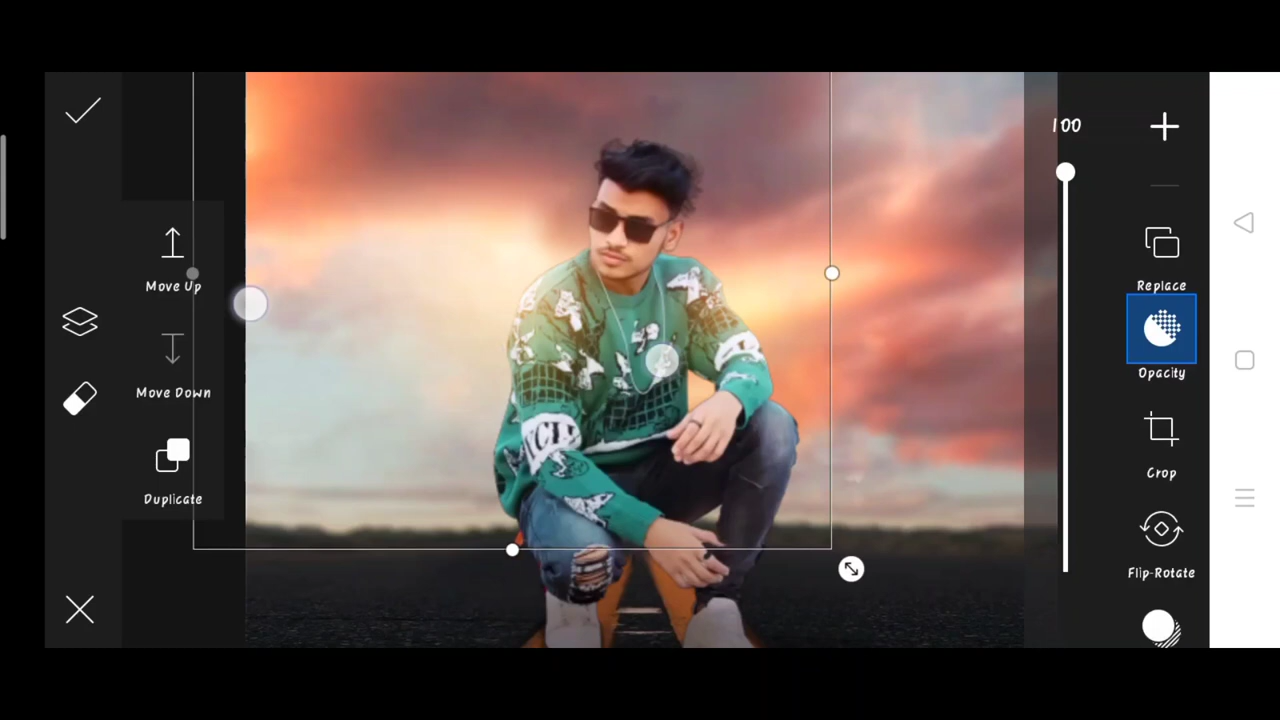 100
Move Up
Replace
Opacity
Move Down
Crop
Duplicate
Flip-Rotate